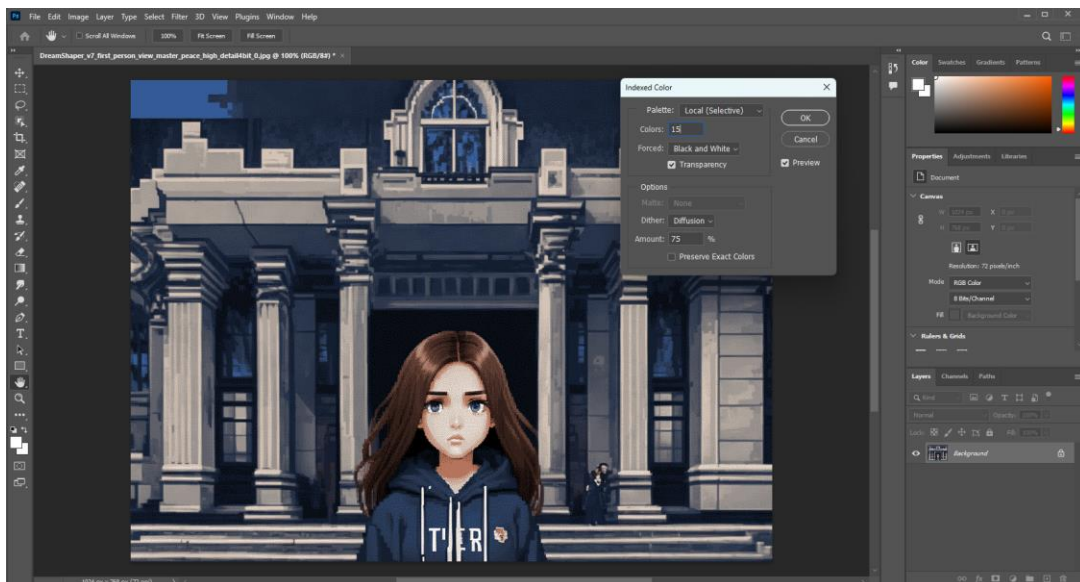 Ps File Edit Image Layer Type Select Filter 3D View Plugins Window Help
Scroll All Windows 100% Fit Screen Fill Screen
DreamShaper_v7_first_person_view_master_peace_high_detail4bit_0.jpg @ 100% (RGB/8#) * ×
Indexed Color
Palette: Local (Selective)
Colors: 15
Forced: Black and White
Transparency
OK
Cancel
Preview
Options
Matte: None
Dither: Diffusion
Amount: 75 %
Preserve Exact Colors
Color Swatches Gradients Patterns
Properties Adjustments Libraries
Document
Canvas
W X
H Y
Resolution: 72 pixels/inch
Mode RGB Color
8 Bits/Channel
Fill Background Color
Rulers & Grids
Layers Channels Paths
Kind
Normal Opacity: 100%
Lock: Fill: 100%
Background